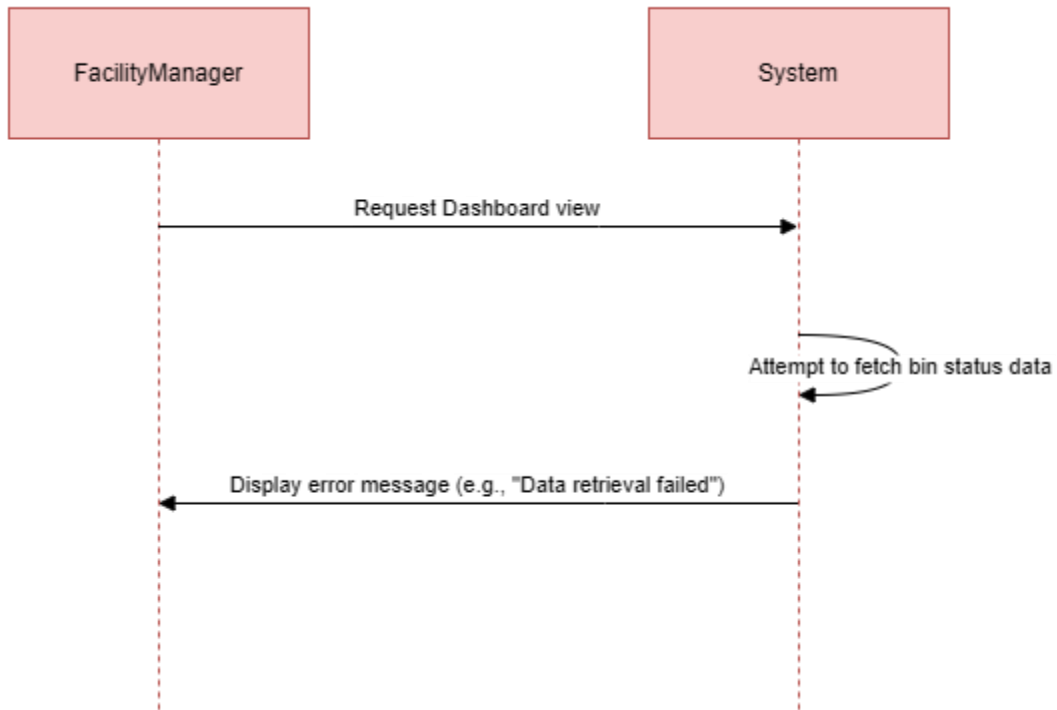 FacilityManager
System
Request Dashboard view
Attempt to fetch bin status data
Display error message (e.g., "Data retrieval failed")